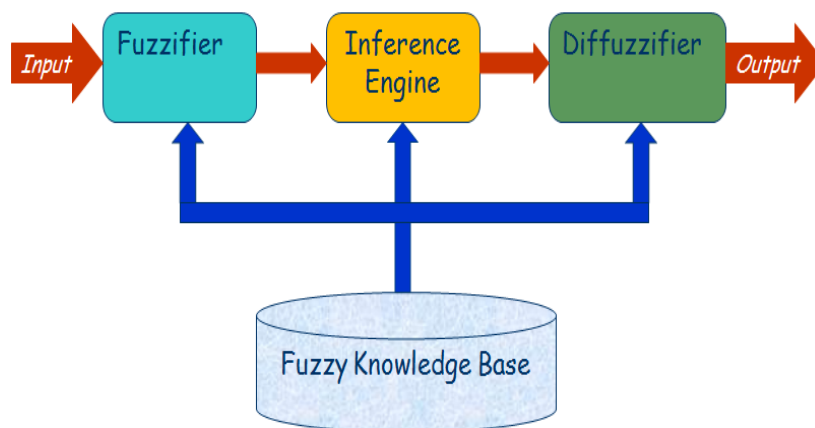 Input
Fuzzifier
Inference
Engine
Diffuzzifier
Output
Fuzzy Knowledge Base